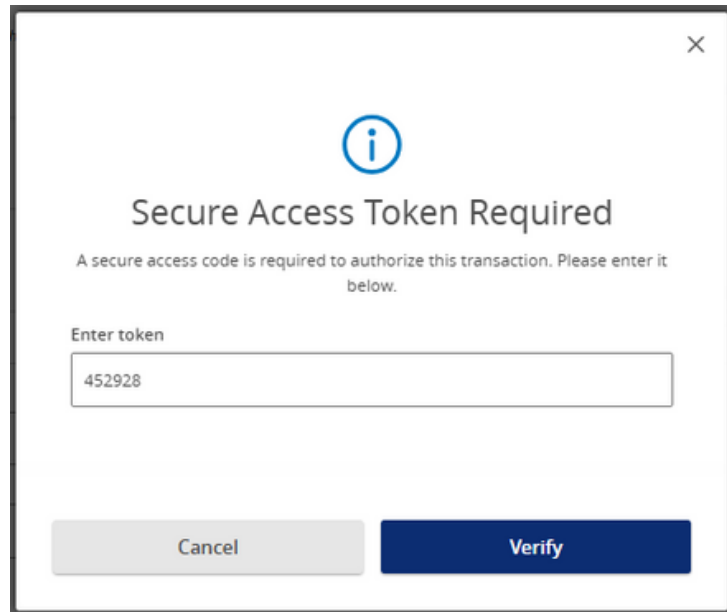 Secure Access Token Required
A secure access code is required to authorize this transaction. Please enter it
below.
Enter token
452928
Cancel
Verify